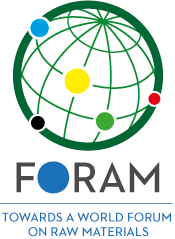 FORAM
TOWARDS A WORLD FORUM
ON RAW MATERIALS